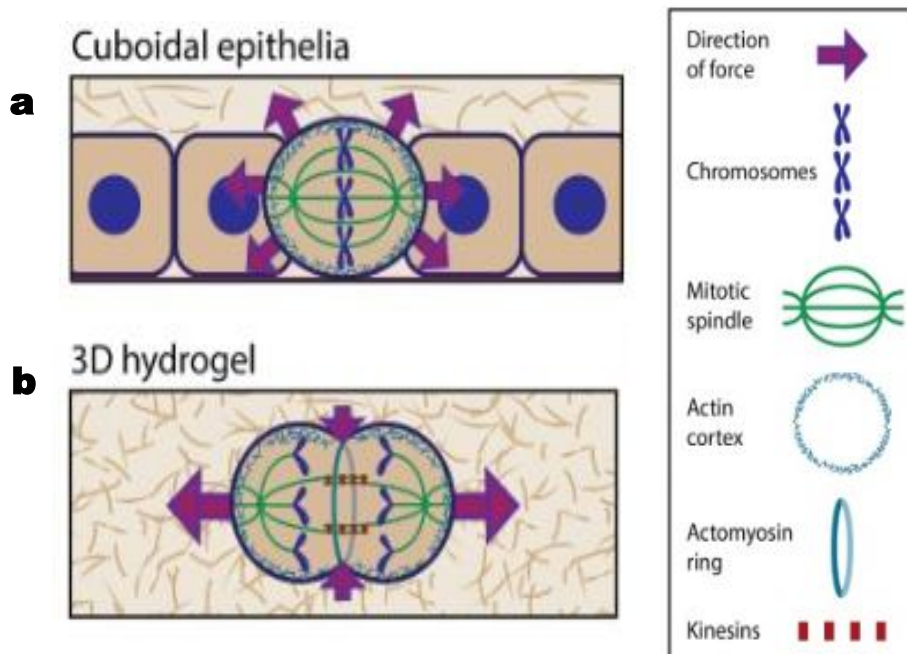 Cuboidal epithelia
a
3D hydrogel
b
Direction
of force
Chromosomes
Mitotic
spindle
Actin
cortex
Actomyosin
ring
Kinesins